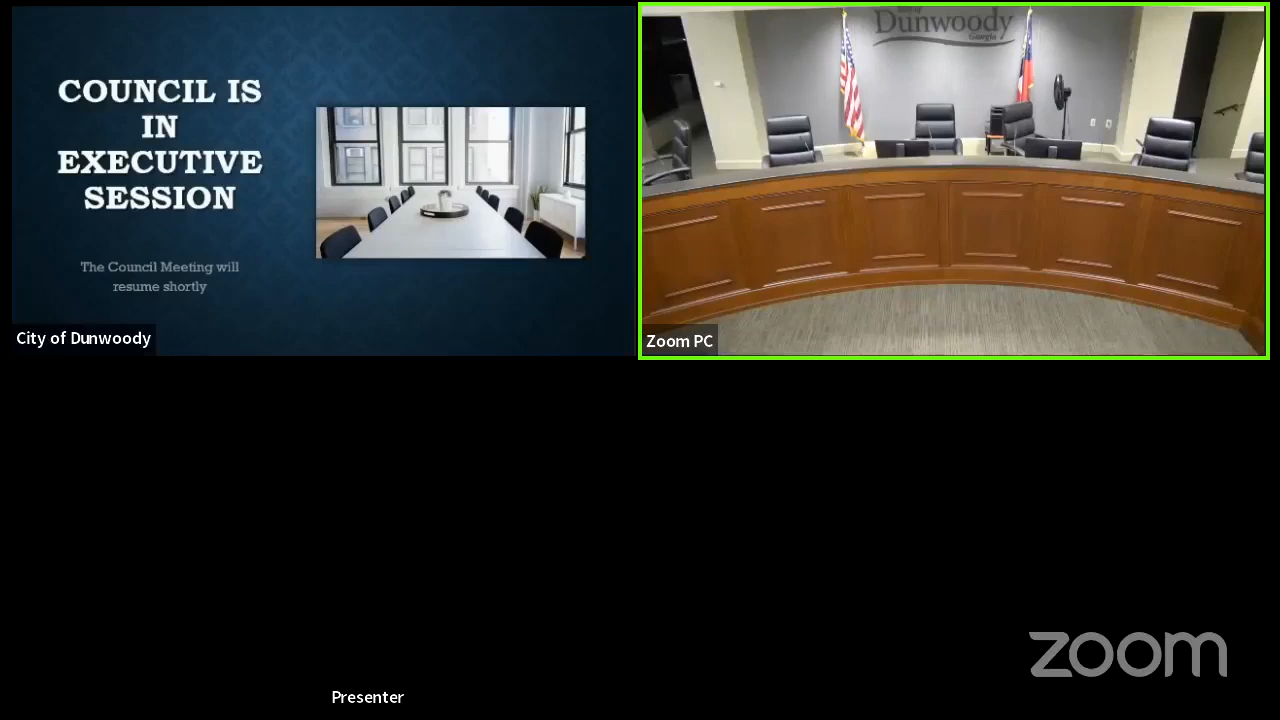 COUNCIL IS
IN
EXECUTIVE
SESSION
The Council Meeting will
resume shortly
City of Dunwoody
Dunwoody
Georgia
Zoom PC
Presenter
zoom